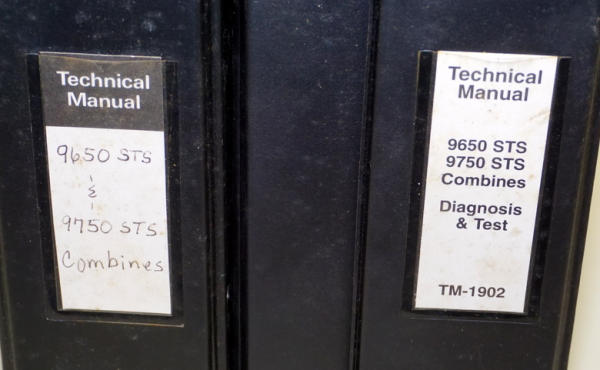 Technical
Manual
9650 STS
&
9750 STS
Combines
Technical
Manual
9650 STS
9750 STS
Combines
Diagnosis
& Test
TM-1902